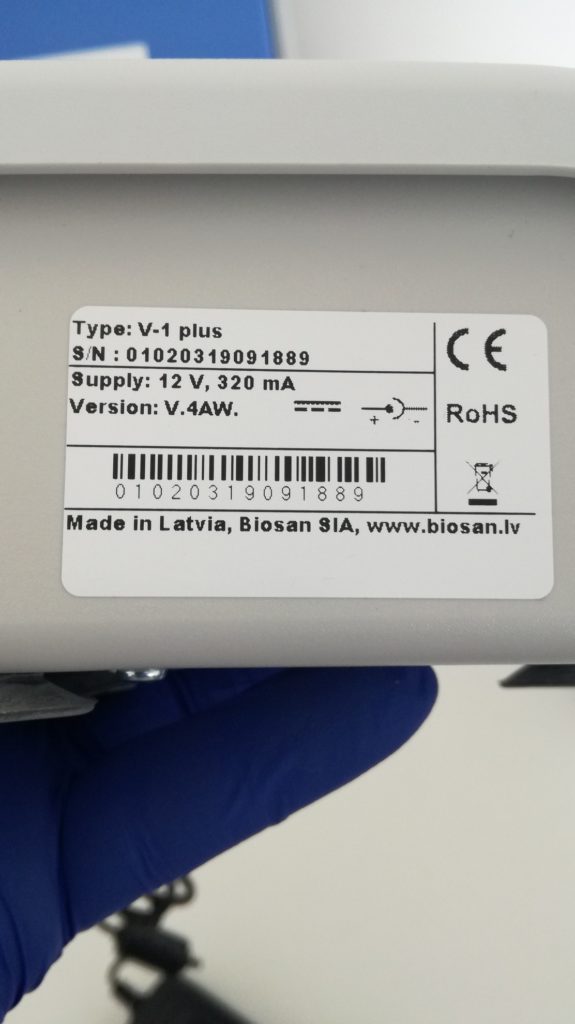 Type: V-1 plus
S/N : 01020319091889
Supply: 12 V, 320 mA
Version: V.4AW.
+ -
CE
RoHS
01020319091889
Made in Latvia, Biosan SIA, www.biosan.lv